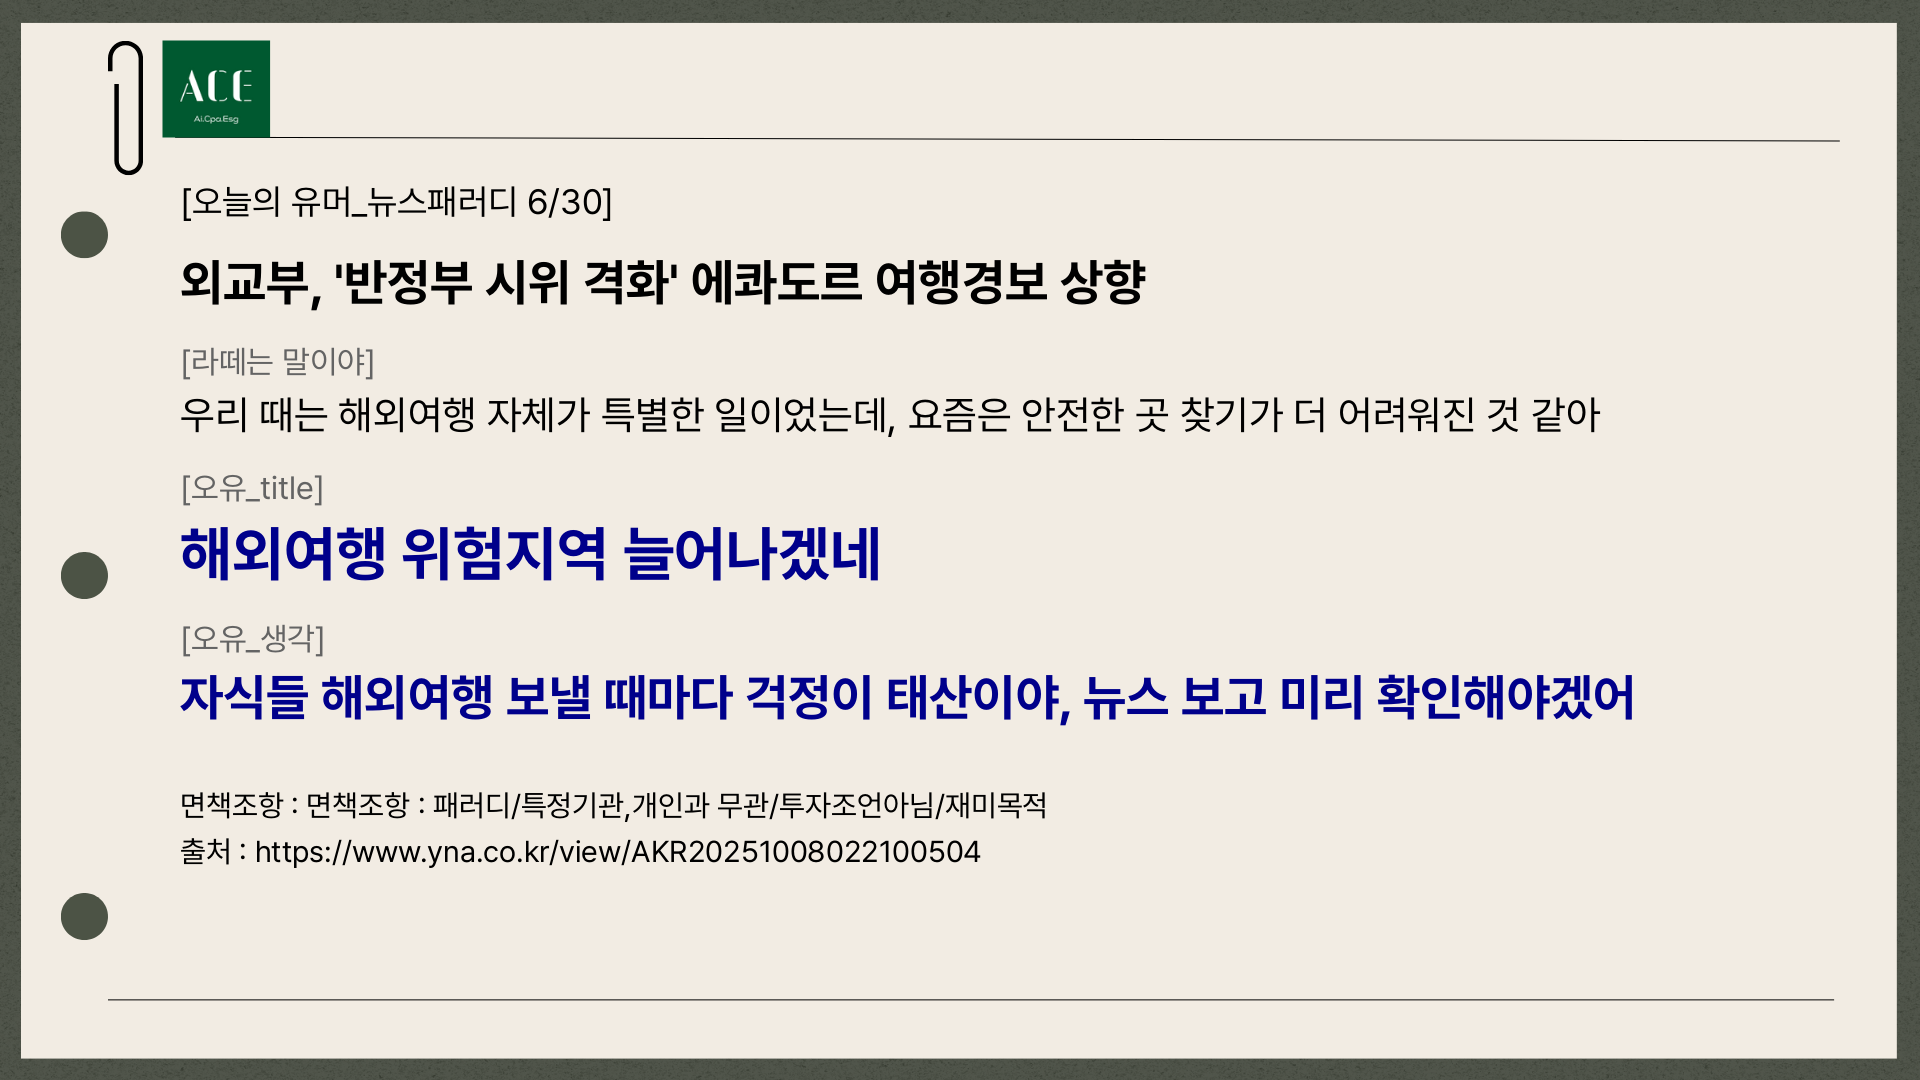 ACE
Ai.Cpa.Esg
[오늘의 유머_뉴스패러디 6/30]
외교부, '반정부 시위 격화' 에콰도르 여행경보 상향
[라떼는 말이야]
우리 때는 해외여행 자체가 특별한 일이었는데, 요즘은 안전한 곳 찾기가 더 어려워진 것 같아
[오유_title]
해외여행 위험지역 늘어나겠네
[오유_생각]
자식들 해외여행 보낼 때마다 걱정이 태산이야, 뉴스 보고 미리 확인해야겠어
면책조항 : 면책조항 : 패러디/특정기관,개인과 무관/투자조언아님/재미목적
출처 : https://www.yna.co.kr/view/AKR20251008022100504